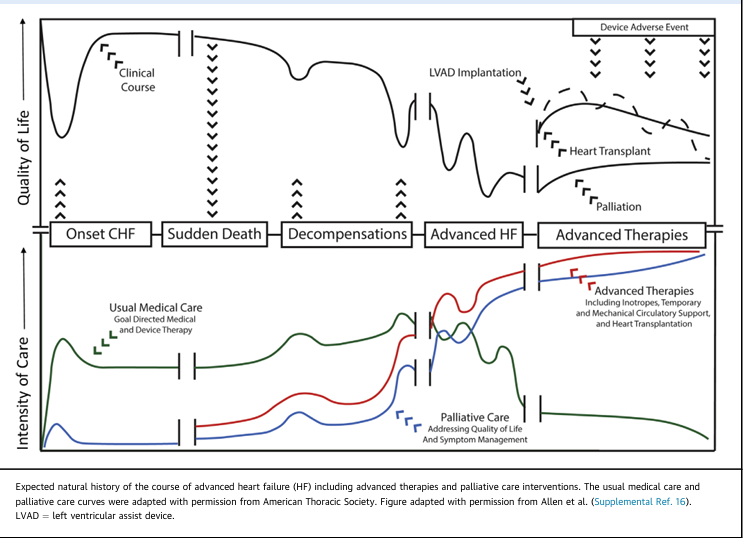 Device Adverse Event
LVAD Implantation
Clinical
Course
Quality of Life
Heart Transplant
Palliation
Onset CHF
Sudden Death
Decompensations
Advanced HF
Advanced Therapies
Usual Medical Care
Goal Directed Medical
and Device Therapy
Intensity of Care
Advanced Therapies
Including Inotropes, Temporary
and Mechanical Circulatory Support,
and Heart Transplantation
Palliative Care
Addressing Quality of Life
And Symptom Management
Expected natural history of the course of advanced heart failure (HF) including advanced therapies and palliative care interventions. The usual medical care and
palliative care curves were adapted with permission from American Thoracic Society. Figure adapted with permission from Allen et al. (Supplemental Ref. 16).
LVAD = left ventricular assist device.